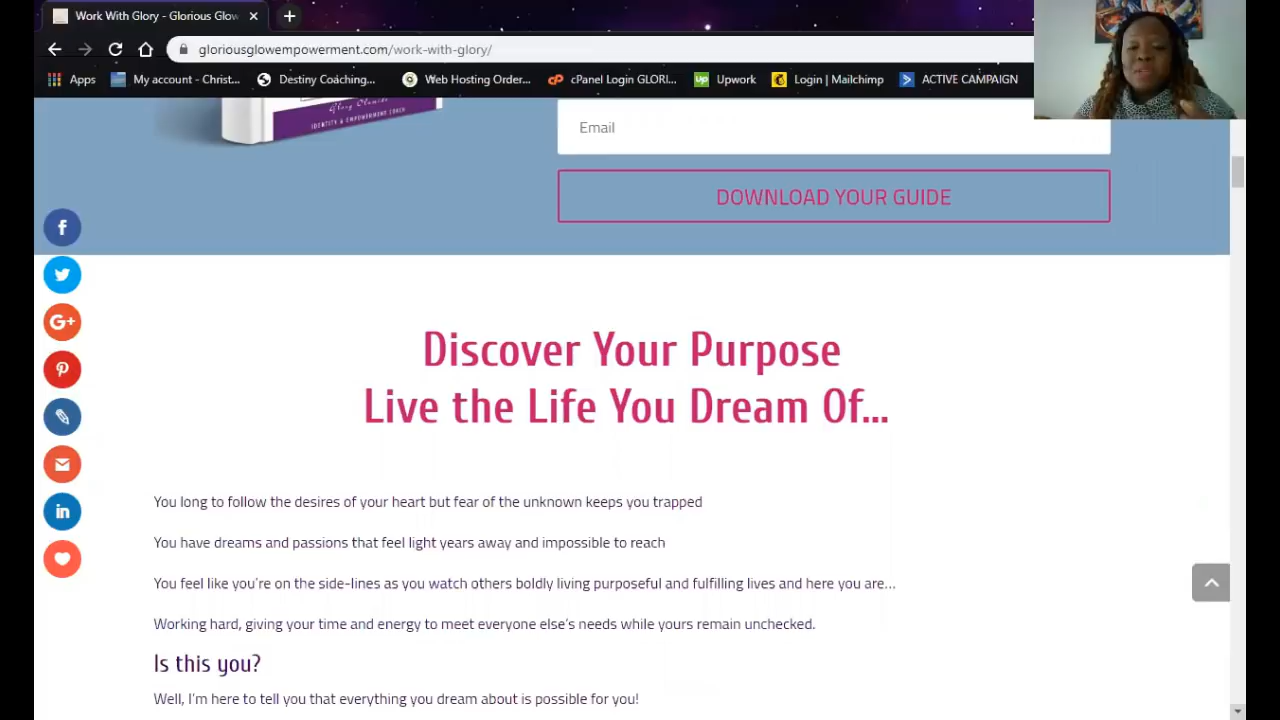 Work With Glory - Glorious Glow
gloriousglowempowerment.com/work-with-glory/
Apps
My account - Christ...
Destiny Coaching...
Web Hosting Order...
cPanel Login GLORI...
Up
Upwork
Login | Mailchimp
ACTIVE CAMPAIGN
IDENTITY & EMPOWERMENT COACH
Email
DOWNLOAD YOUR GUIDE
f
G+
in
Discover Your Purpose
Live the Life You Dream Of...
You long to follow the desires of your heart but fear of the unknown keeps you trapped
You have dreams and passions that feel light years away and impossible to reach
You feel like you're on the side-lines as you watch others boldly living purposeful and fulfilling lives and here you are...
Working hard, giving your time and energy to meet everyone else's needs while yours remain unchecked.
Is this you?
Well, I'm here to tell you that everything you dream about is possible for you!